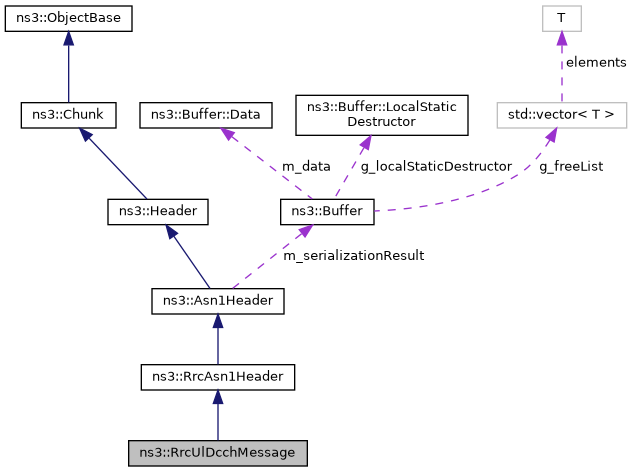 ns3::ObjectBase
T
elements
ns3::Chunk
ns3::Buffer::Data
ns3::Buffer::LocalStatic
Destructor
std::vector< T >
m_data
g_localStaticDestructor
g_freeList
ns3::Header
ns3::Buffer
m_serializationResult
ns3::Asn1Header
ns3::RrcAsn1Header
ns3::RrcUlDcchMessage